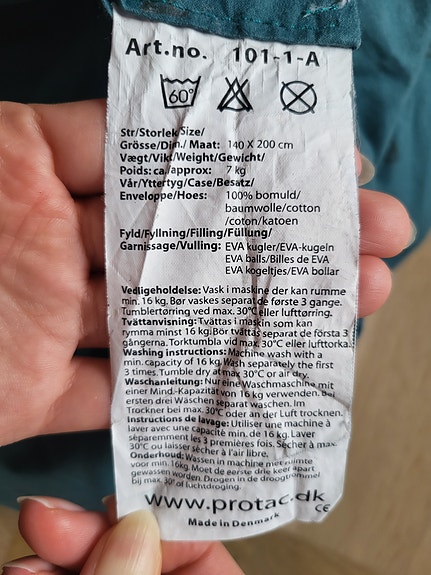 Art.no. 101-1-A
60°
Str/Storlek/Size/
Grösse/Dim./ Maat: 140 X 200 cm
Vægt/Vikt/Weight/Gewicht/
Poids: ca./approx: 7 kg
Vår/Yttertyg/Case/Besatz/
Enveloppe/Hoes: 100% bomuld/
baumwolle/cotton
/coton/katoen
Fyld/Fyllning/Filling/Füllung/
Garnissage/Vulling: EVA kugler/EVA-kugeln
EVA balls/Billes de EVA
EVA kogeltjes/EVA bollar
Vedligeholdelse: Vask i maskine der kan rumme
min. 16 kg. Bør vaskes separat de første 3 gange.
Tumblertørring ved max. 30°C eller lufttørring.
Tvättanvisning: Tvättas i maskin som kan
rymma minst 16 kg. Bör tvättas separat de första 3
gångerna. Torktumbla vid max. 30°C eller lufttorka.
Washing instructions: Machine wash with a
min. capacity of 16 kg. Wash separately the first
3 times. Tumble dry at max 30°C or air dry.
Waschanleitung: Nur eine Waschmaschine mit
einer Mind.-Kapazität von 16 kg verwenden. Bei
ersten drei Waschen separat waschen. Im
Trockner bei max. 30°C oder an der Luft trocknen.
Instructions de lavage: Utiliser une machine à
laver avec une capacité min. de 16 kg. Laver
séparemment les 3 premières fois. Sècher à max.
30°C ou laisser sècher à l'air libre.
Onderhoud: Wassen in machine met ruimte
voor min. 16kg. Moet de eerste drie keer apart
gewassen worden. Drogen in de droogtrommel
bij max. 30° of luchtdroging.
www.protac.dk
CE
Made in Denmark